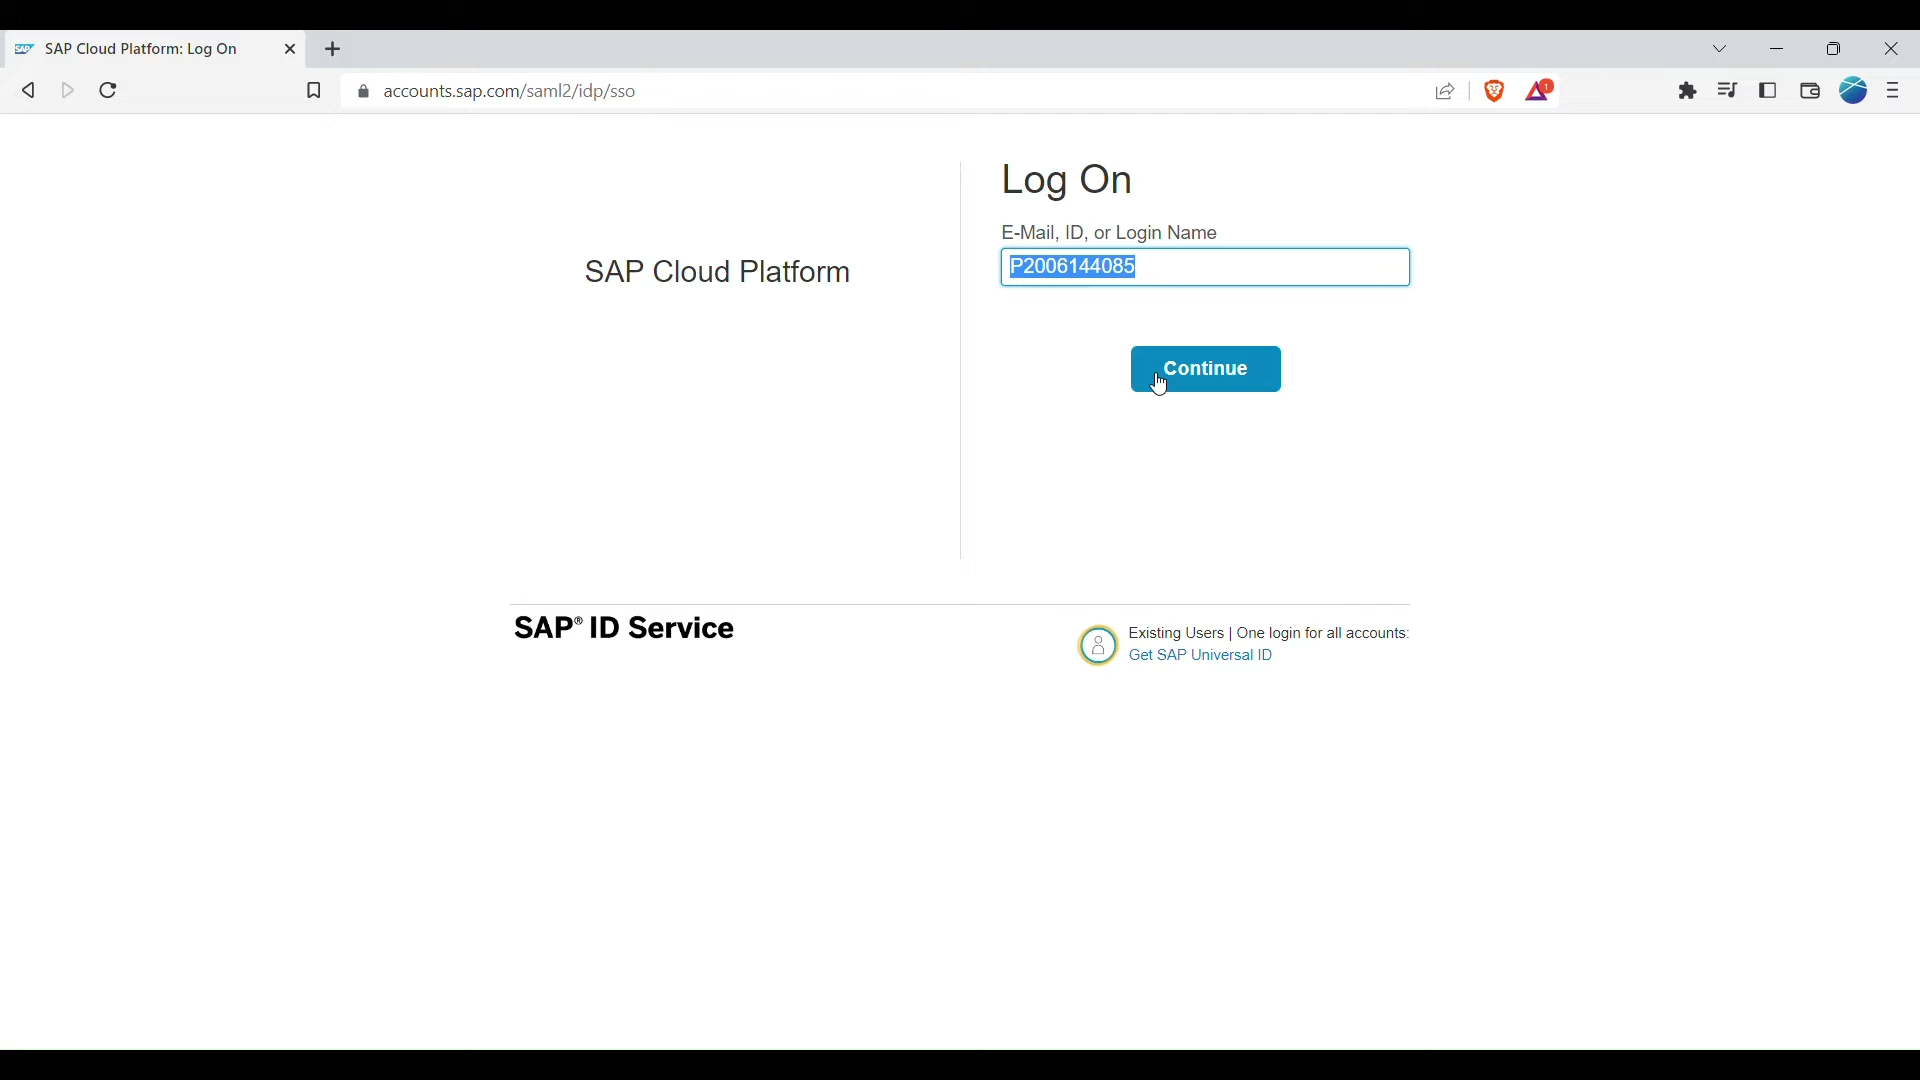 SAP Cloud Platform: Log On
accounts.sap.com/saml2/idp/sso
1
Log On
E-Mail, ID, or Login Name
SAP Cloud Platform
P2006144085
Continue
SAP® ID Service
Existing Users | One login for all accounts:
Get SAP Universal ID